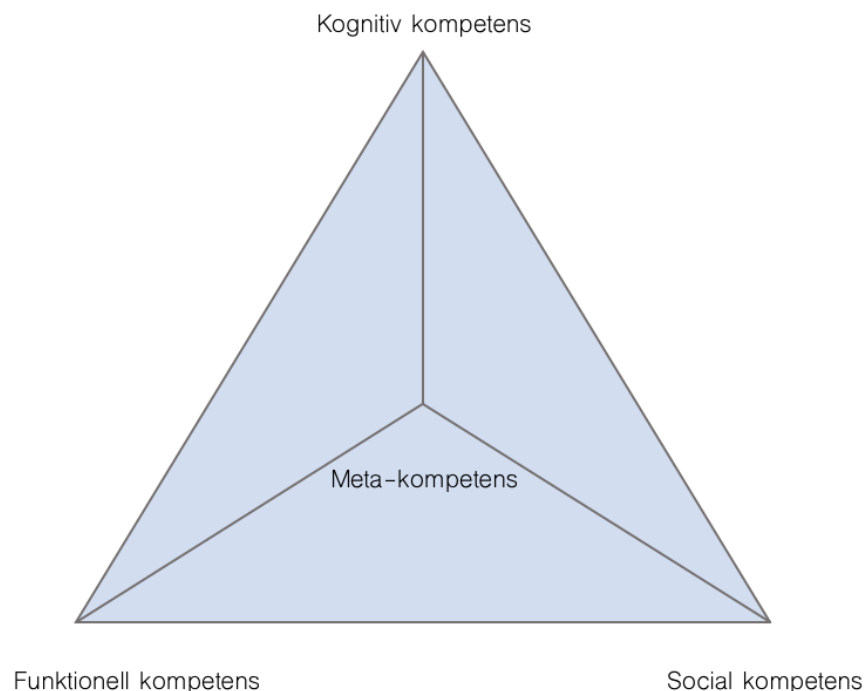 Kognitiv kompetens
Meta-kompetens
Funktionell kompetens
Social kompetens